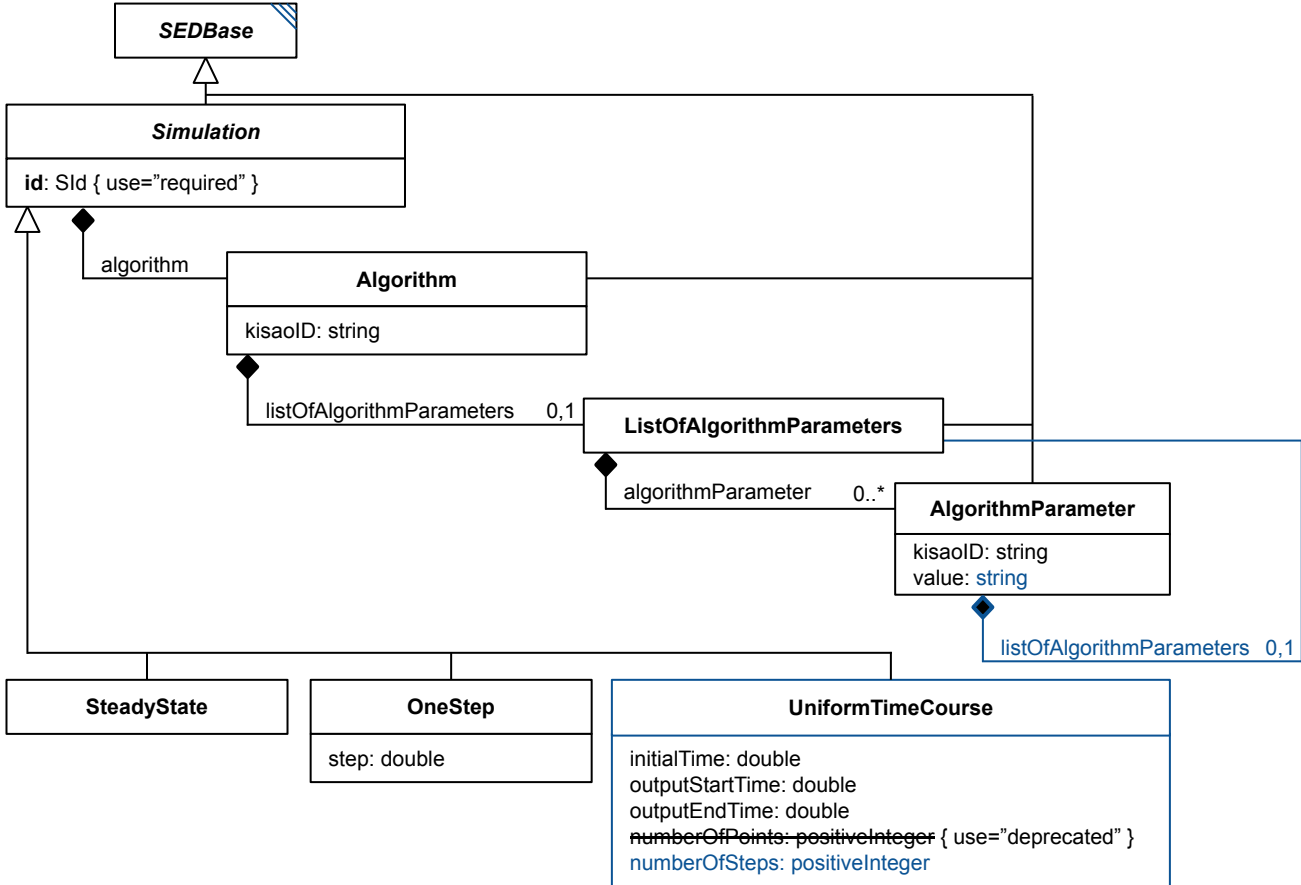 SEDBase
Simulation
id: SId { use=”required” }
algorithm
Algorithm
kisaoID: string
listOfAlgorithmParameters 0,1
ListOfAlgorithmParameters
algorithmParameter 0..*
AlgorithmParameter
kisaoID: string
value: string
listOfAlgorithmParameters 0,1
SteadyState
OneStep
step: double
UniformTimeCourse
initialTime: double
outputStartTime: double
outputEndTime: double
numberOfPoints: positiveInteger { use=”deprecated” }
numberOfSteps: positiveInteger